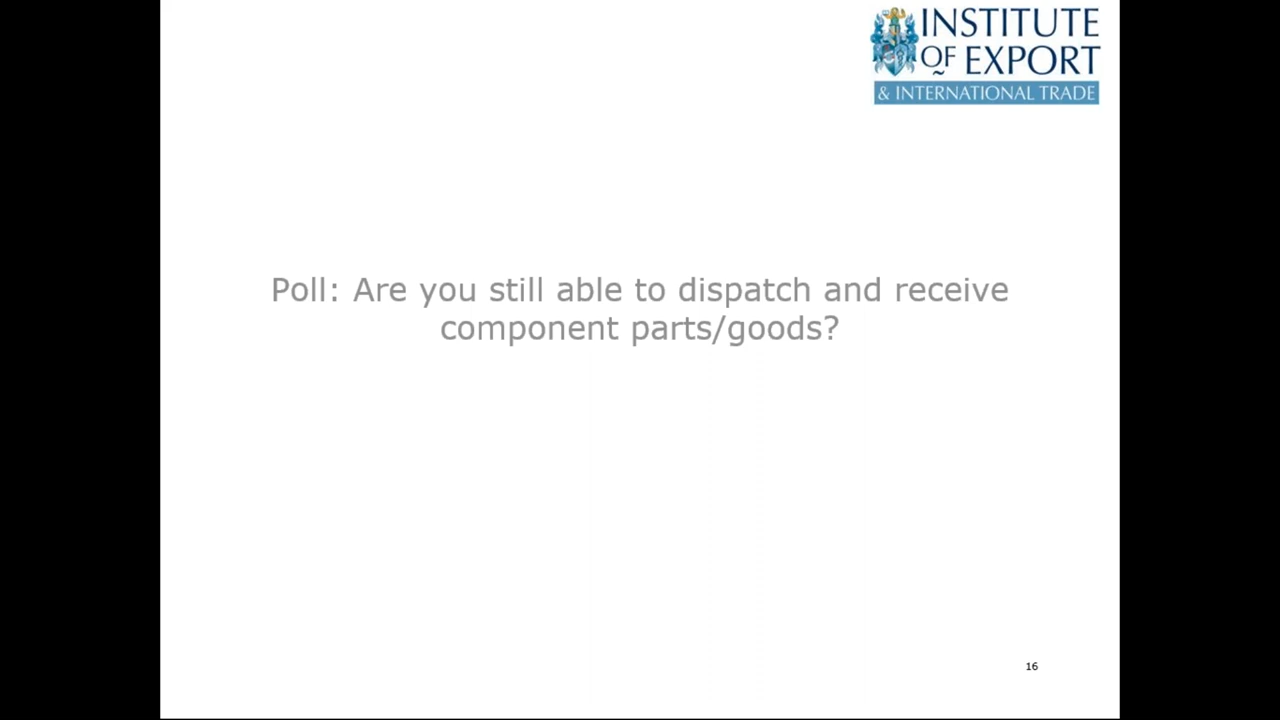 INSTITUTE
OF EXPORT
& INTERNATIONAL TRADE
Poll: Are you still able to dispatch and receive
component parts/goods?
16